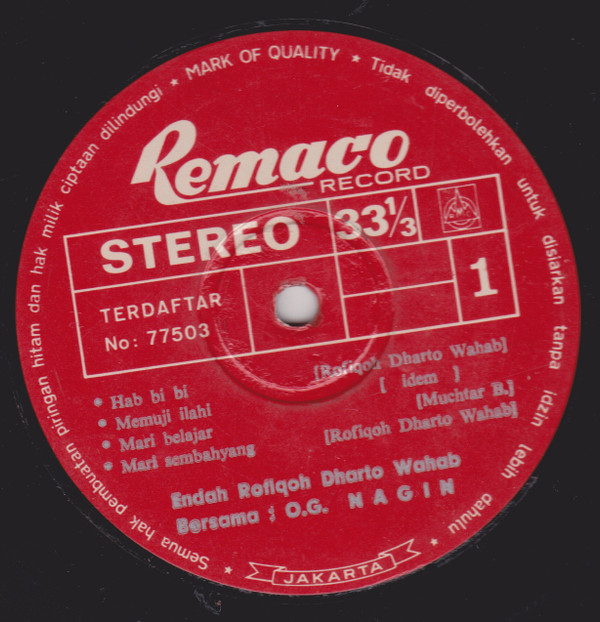 Semua hak pembuatan piringan hitam dan hak milik ciptaan dilindungi ★ MARK OF QUALITY ★ Tidak diperbolehkan untuk disiarkan tanpa idzin lebih dahulu ★
Remaco
RECORD
STEREO
33 1/3
TERDAFTAR
No: 77503
1
• Hab bi bi [Rofiqoh Dharto Wahab]
• Memuji ilahi [ idem ]
• Mari belajar [Muchtar B.]
• Mari sembahyang [Rofiqoh Dharto Wahab]
Endah Rofiqoh Dharto Wahab
Bersama ; O.G. NAGIN
JAKARTA